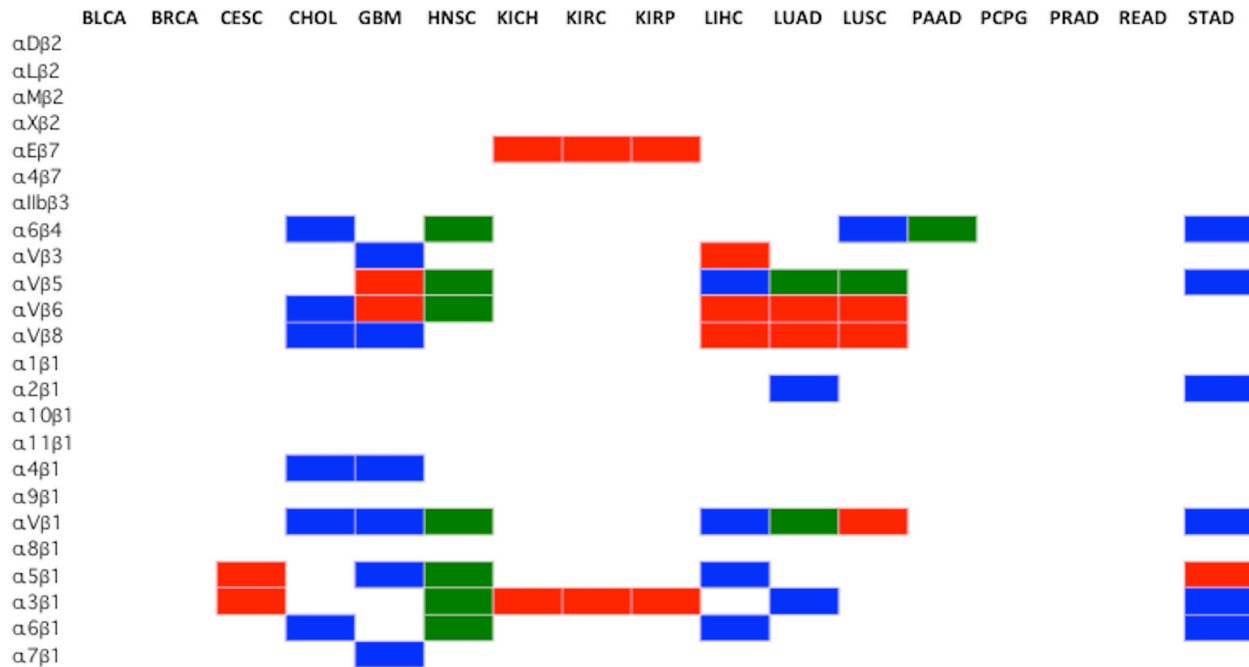 BLCA BRCA CESC CHOL GBM HNSC KICH KIRC KIRP LIHC LUAD LUSC PAAD PCPG PRAD READ STAD
αDβ2
αLβ2
αMβ2
αXβ2
αEβ7
α4β7
αIIbβ3
α6β4
αVβ3
αVβ5
αVβ6
αVβ8
α1β1
α2β1
α10β1
α11β1
α4β1
α9β1
αVβ1
α8β1
α5β1
α3β1
α6β1
α7β1